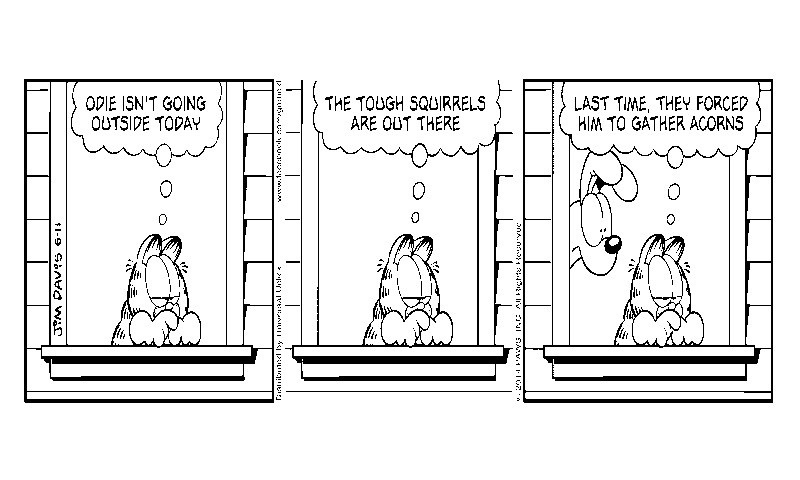 ODIE ISN'T GOING
OUTSIDE TODAY
JIM DAVIS 6-11
THE TOUGH SQUIRRELS
ARE OUT THERE
LAST TIME, THEY FORCED
HIM TO GATHER ACORNS